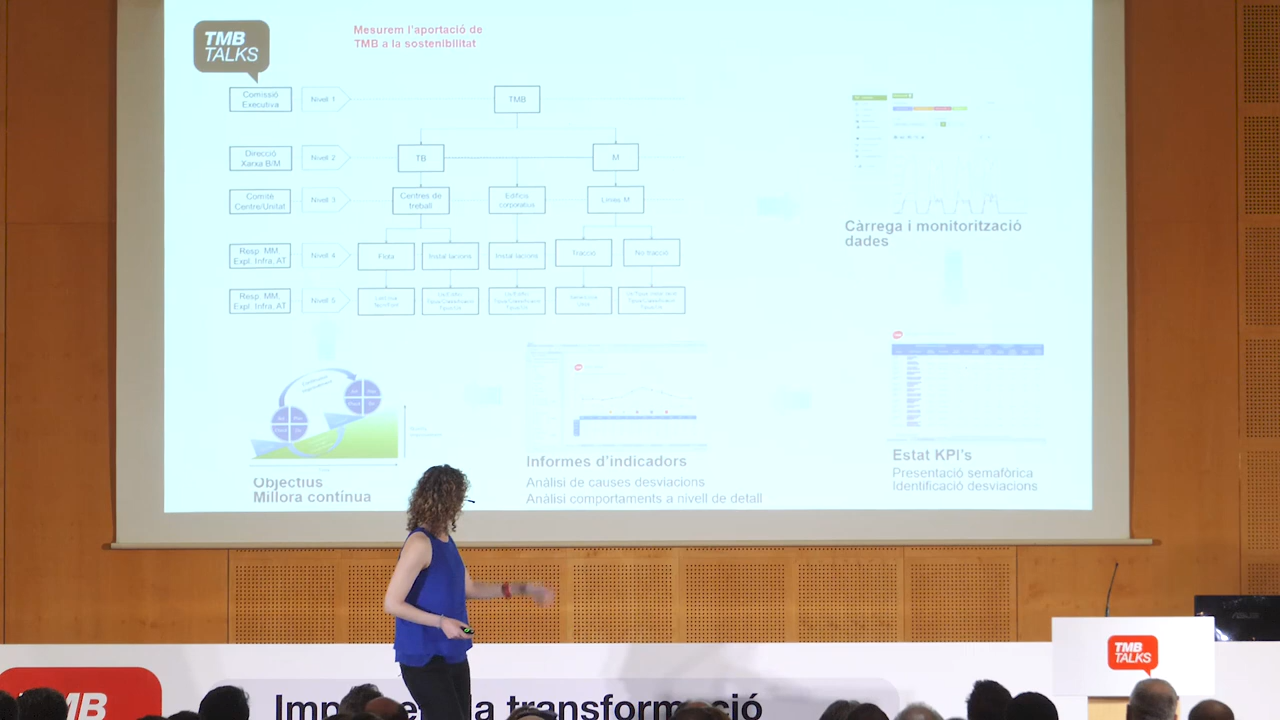 TMB
TALKS
Mesurem l'aportació de
TMB a la sostenibilitat
Comissió
Executiva
Nivell 1
TMB
Direcció
Xarxa B/M
Nivell 2
TB
M
Comitè
Centre/Unitat
Nivell 3
Centres de
treball
Edificis
corporatius
Línies M
Resp. MM
Expl. Infra. AT
Nivell 4
Flota
Instal·lacions
Instal·lacions
Tracció
No tracció
Resp. MM
Expl. Infra. AT
Nivell 5
Càrrega i monitorització
dades
Objectius
Millora contínua
Informes d'indicadors
Anàlisi de causes desviacions
Anàlisi comportaments a nivell de detall
Estat KPI's
Presentació semafòrica
Identificació desviacions
TMB
TALKS
TMB
la transformació